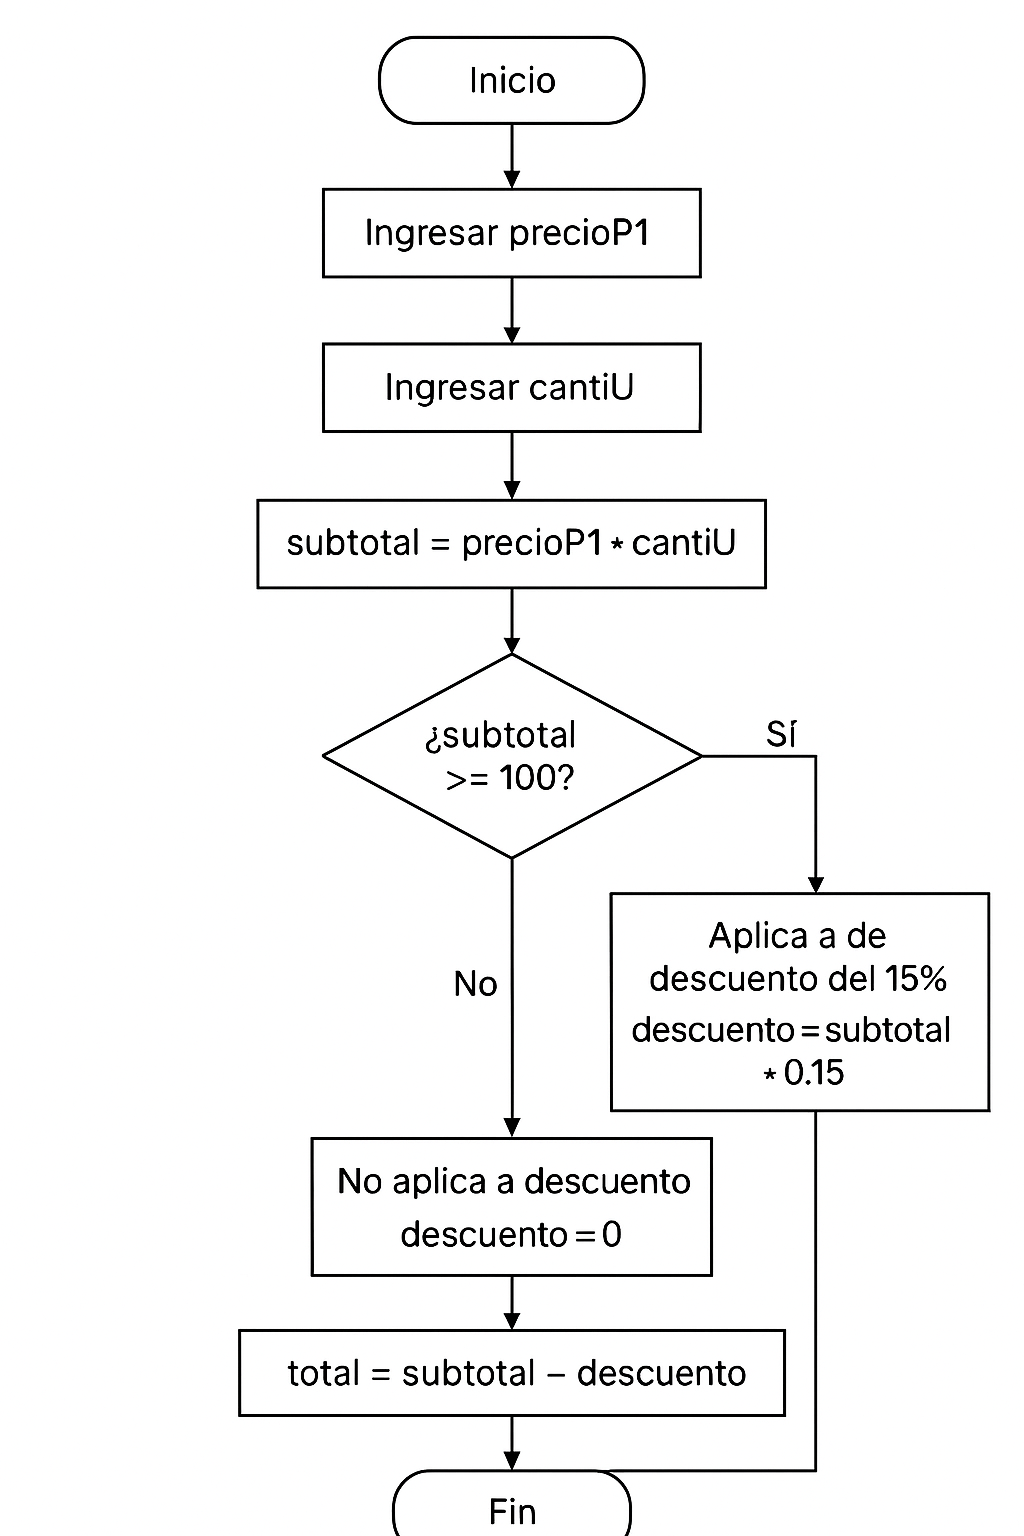 Inicio
Ingresar precioP1
Ingresar cantiU
subtotal = precioP1 * cantiU
¿subtotal
>= 100?
Sí
Aplica a de
descuento del 15%
descuento = subtotal
* 0.15
No
No aplica a descuento
descuento = 0
total = subtotal – descuento
Fin